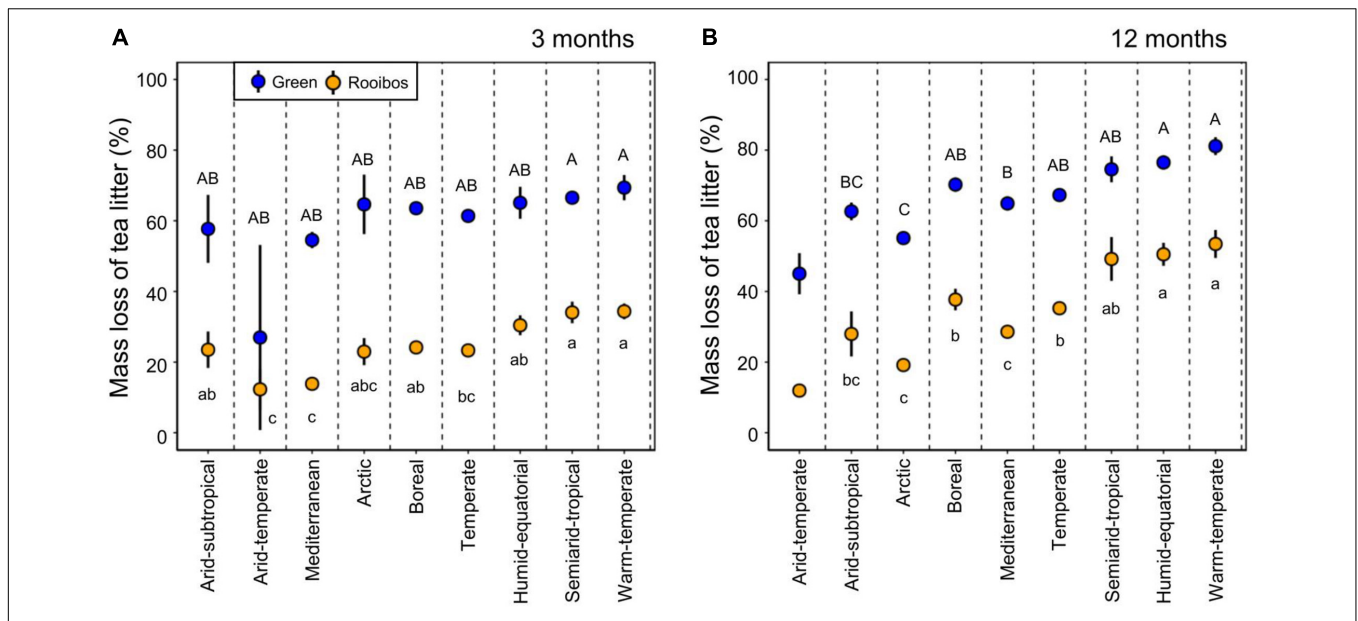 A
3 months
Green Rooibos
Mass loss of tea litter (%)
100
80
60
40
20
0
AB AB AB AB AB AB AB A A
ab c c abc ab bc ab a a
Arid-subtropical
Arid-temperate
Mediterranean
Arctic
Boreal
Temperate
Humid-equatorial
Semiarid-tropical
Warm-temperate
B
12 months
Mass loss of tea litter (%)
100
80
60
40
20
0
BC C AB B AB AB A A
bc c b c b ab a a
Arid-temperate
Arid-subtropical
Arctic
Boreal
Mediterranean
Temperate
Semiarid-tropical
Humid-equatorial
Warm-temperate